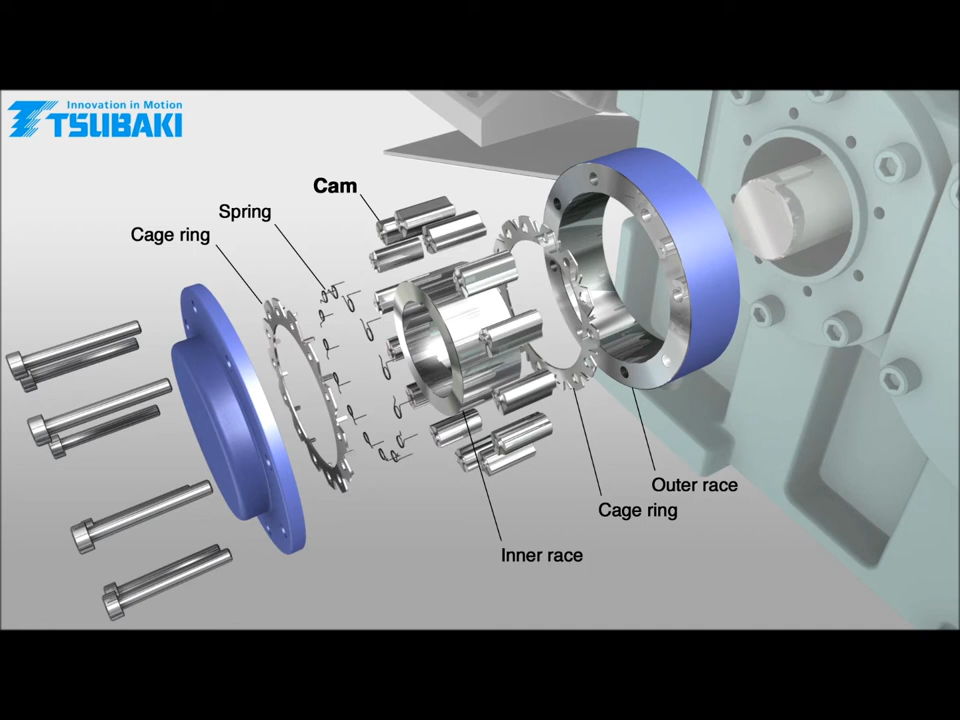 Innovation in Motion
TSUBAKI
Cam
Spring
Cage ring
Outer race
Cage ring
Inner race